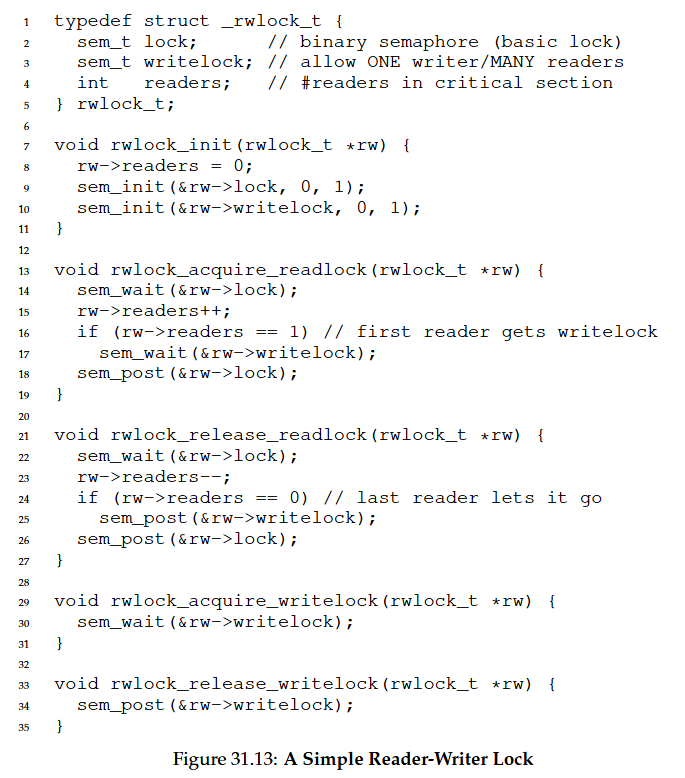 1 typedef struct _rwlock_t {
2   sem_t lock;      // binary semaphore (basic lock)
3   sem_t writelock; // allow ONE writer/MANY readers
4   int   readers;   // #readers in critical section
5 } rwlock_t;
6
7 void rwlock_init(rwlock_t *rw) {
8   rw->readers = 0;
9   sem_init(&rw->lock, 0, 1);
10   sem_init(&rw->writelock, 0, 1);
11 }
12
13 void rwlock_acquire_readlock(rwlock_t *rw) {
14   sem_wait(&rw->lock);
15   rw->readers++;
16   if (rw->readers == 1) // first reader gets writelock
17     sem_wait(&rw->writelock);
18   sem_post(&rw->lock);
19 }
20
21 void rwlock_release_readlock(rwlock_t *rw) {
22   sem_wait(&rw->lock);
23   rw->readers--;
24   if (rw->readers == 0) // last reader lets it go
25     sem_post(&rw->writelock);
26   sem_post(&rw->lock);
27 }
28
29 void rwlock_acquire_writelock(rwlock_t *rw) {
30   sem_wait(&rw->writelock);
31 }
32
33 void rwlock_release_writelock(rwlock_t *rw) {
34   sem_post(&rw->writelock);
35 }
Figure 31.13: A Simple Reader-Writer Lock